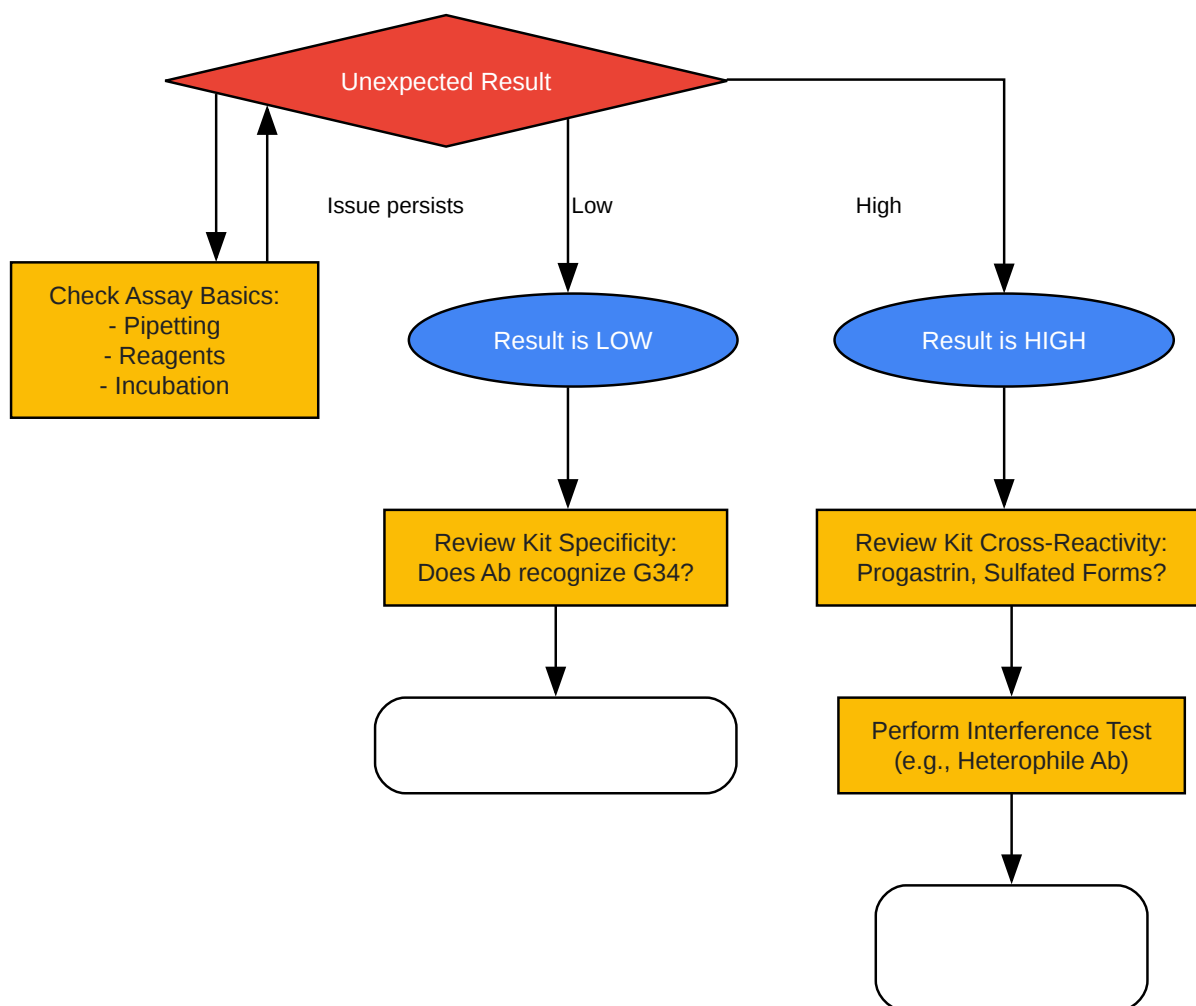 Unexpected Result
Issue persists
Low
High
Check Assay Basics:
- Pipetting
- Reagents
- Incubation
Result is LOW
Result is HIGH
Review Kit Specificity:
Does Ab recognize G34?
Review Kit Cross-Reactivity:
Progastrin, Sulfated Forms?
Perform Interference Test
(e.g., Heterophile Ab)